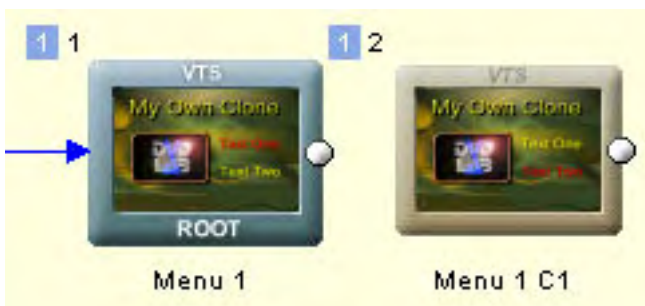 1 1
1 2
VTS
VTS
My Own Clone
My Own Clone
Text One
Text One
Text Two
Text Two
ROOT
Menu 1
Menu 1 C1